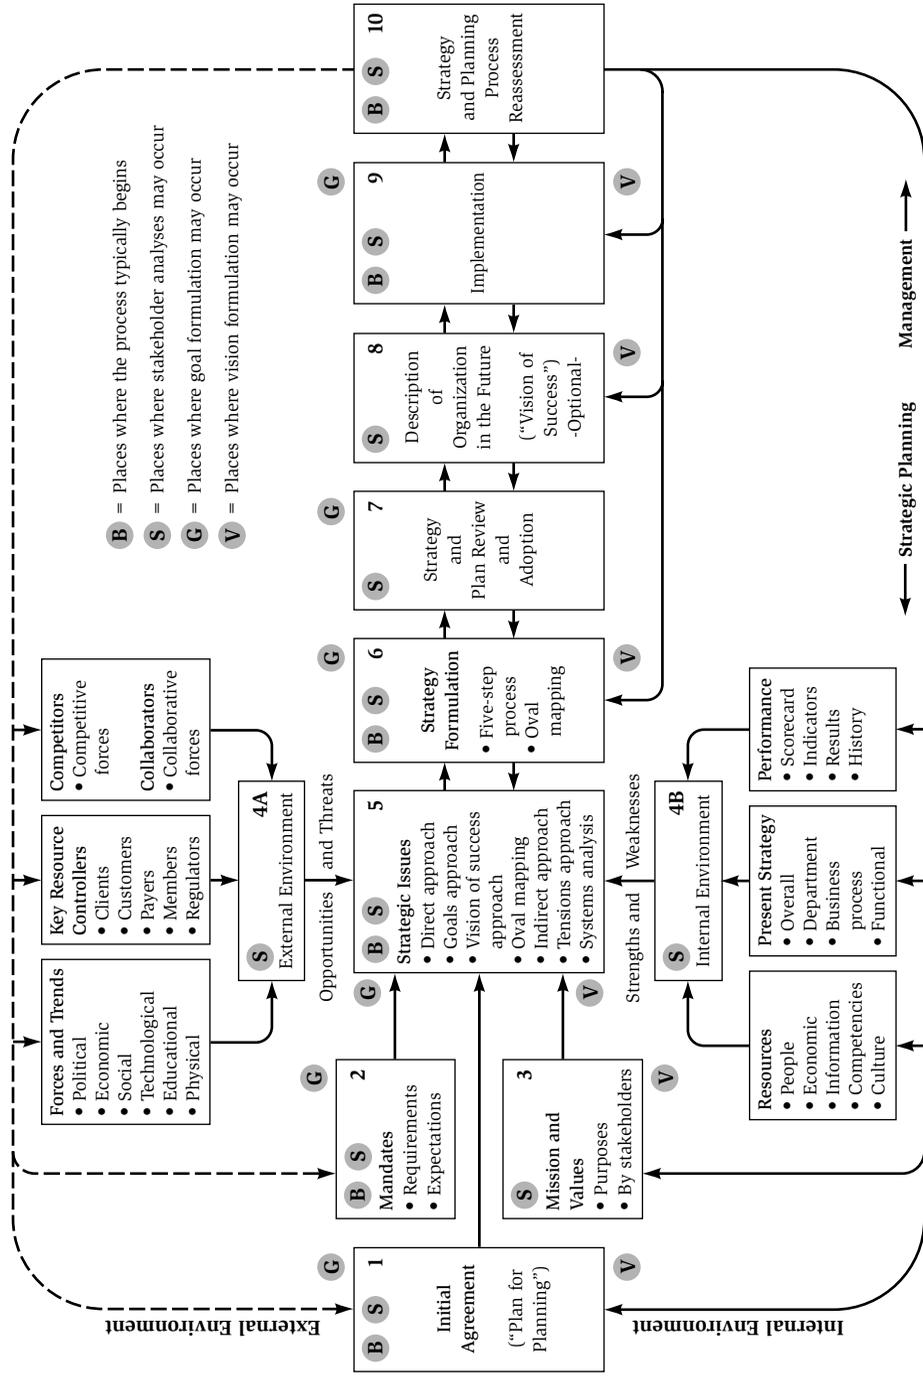 External Environment
Forces and Trends
• Political
• Economic
• Social
• Technological
• Educational
• Physical
Key Resource
Controllers
• Clients
• Customers
• Payers
• Members
• Regulators
Competitors
• Competitive
forces
Collaborators
• Collaborative
forces
S
4A
External Environment
Opportunities and Threats
B = Places where the process typically begins
S = Places where stakeholder analyses may occur
G = Places where goal formulation may occur
V = Places where vision formulation may occur
G
B S 1
Initial
Agreement
(“Plan for
Planning”)
V
G
B S 2
Mandates
• Requirements
• Expectations
S 3
Mission and
Values
• Purposes
• By stakeholders
V
G
B S 5
Strategic Issues
• Direct approach
• Goals approach
• Vision of success
approach
• Oval mapping
• Indirect approach
• Tensions approach
• Systems analysis
V
G
B S 6
Strategy
Formulation
• Five-step
process
• Oval
mapping
V
G
S 7
Strategy
and
Plan Review
and
Adoption
S 8
Description
of
Organization
in the Future
(“Vision of
Success”)
-Optional-
V
G
B S 9
Implementation
V
B S 10
Strategy
and Planning
Process
Reassessment
Strengths and Weaknesses
S
4B
Internal Environment
Resources
• People
• Economic
• Information
• Competencies
• Culture
Present Strategy
• Overall
• Department
• Business
process
• Functional
Performance
• Scorecard
• Indicators
• Results
• History
Internal Environment
Strategic Planning
Management